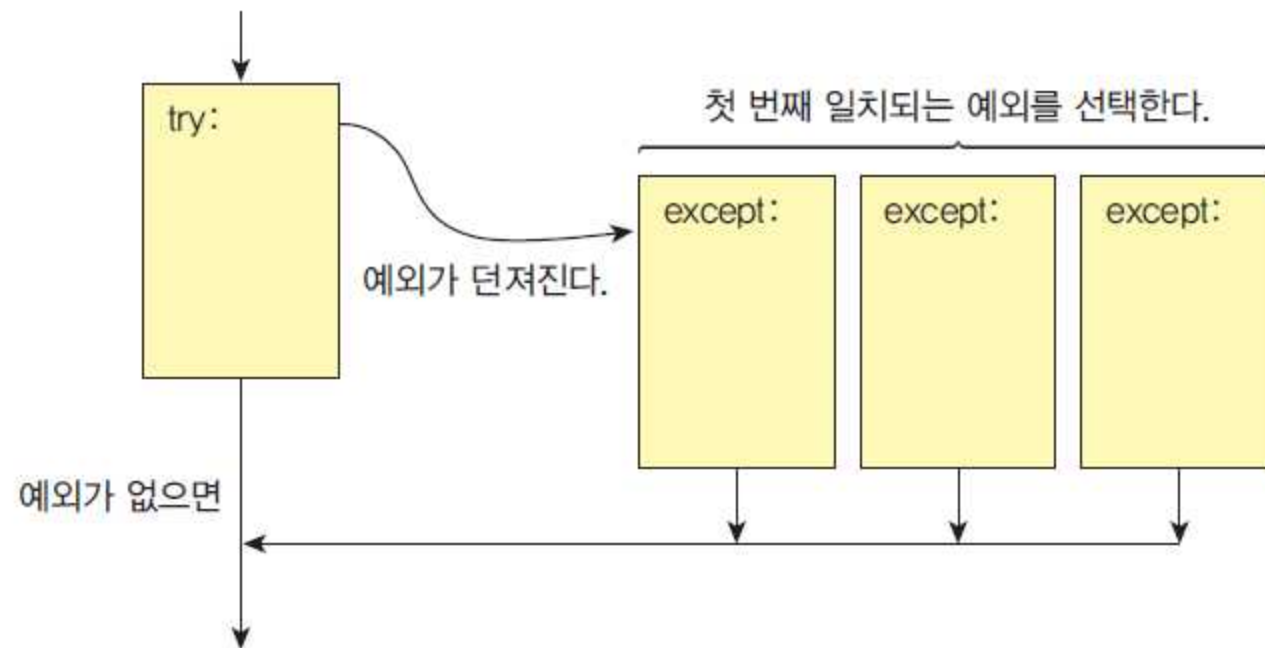 try:
첫 번째 일치되는 예외를 선택한다.
except:
except:
except:
예외가 던져진다.
예외가 없으면